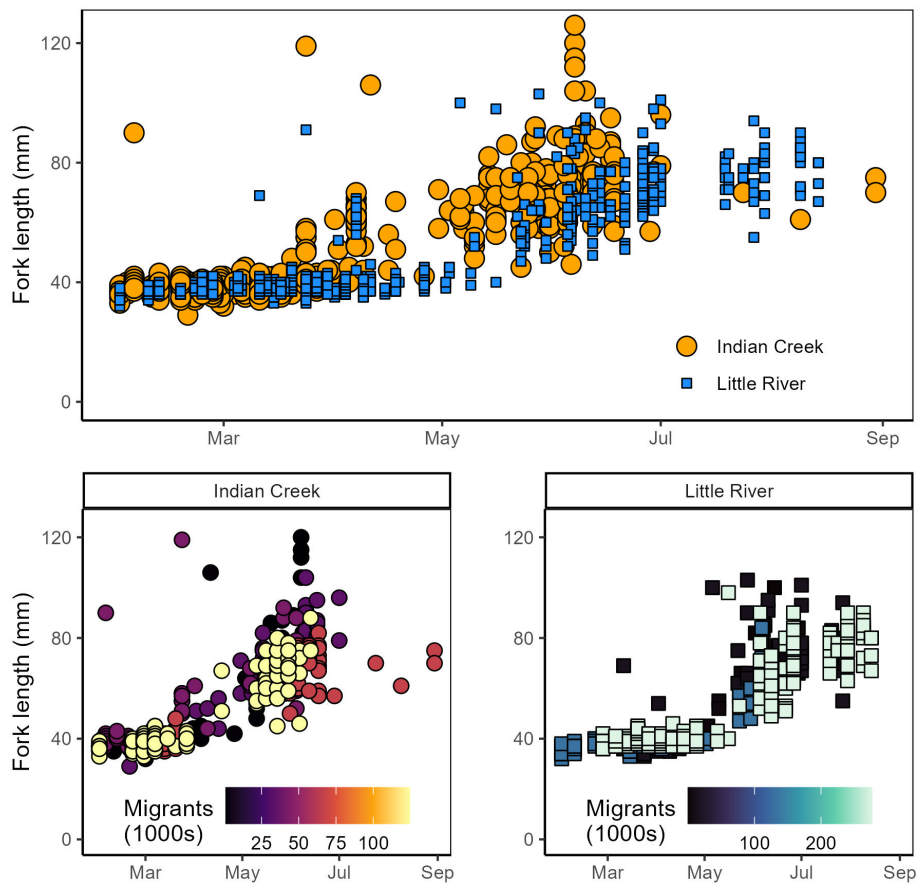 Fork length (mm)
120
80
40
0
Indian Creek
Little River
Mar May Jul Sep
Indian Creek
Fork length (mm)
120
80
40
0
Migrants
(1000s)
25 50 75 100
Mar May Jul Sep
Little River
120
80
40
0
Migrants
(1000s)
100 200
Mar May Jul Sep